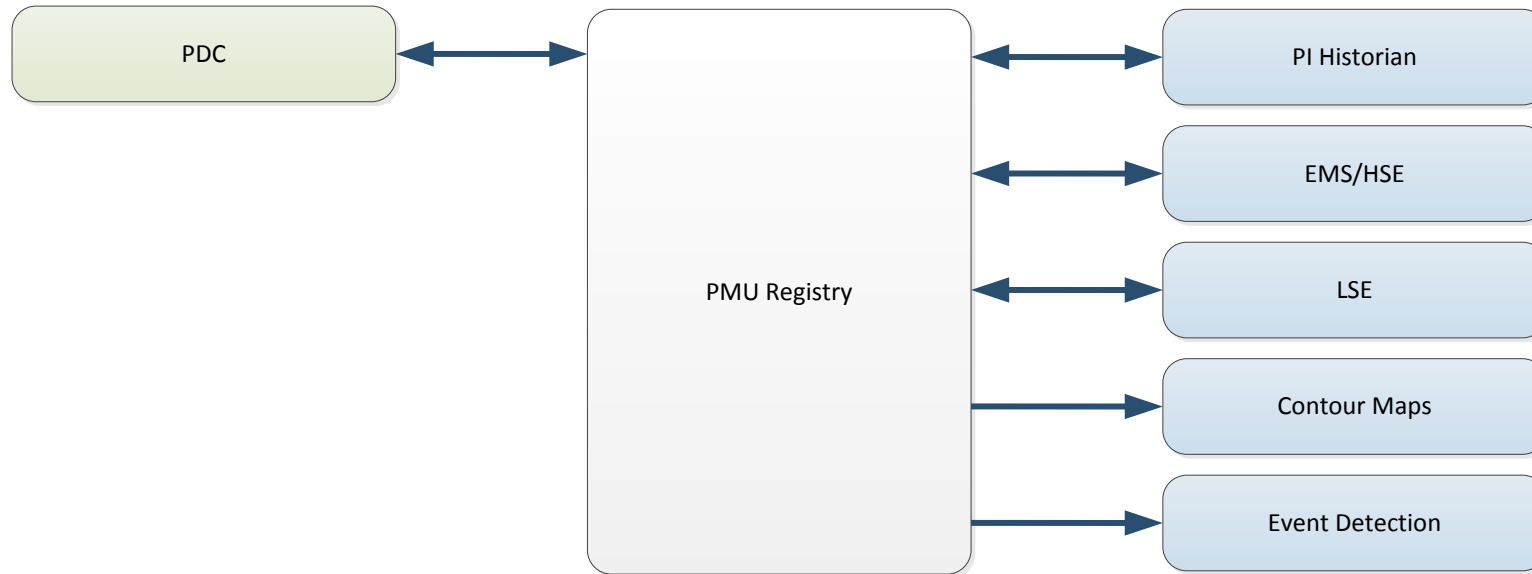 PDC
PMU Registry
PI Historian
EMS/HSE
LSE
Contour Maps
Event Detection